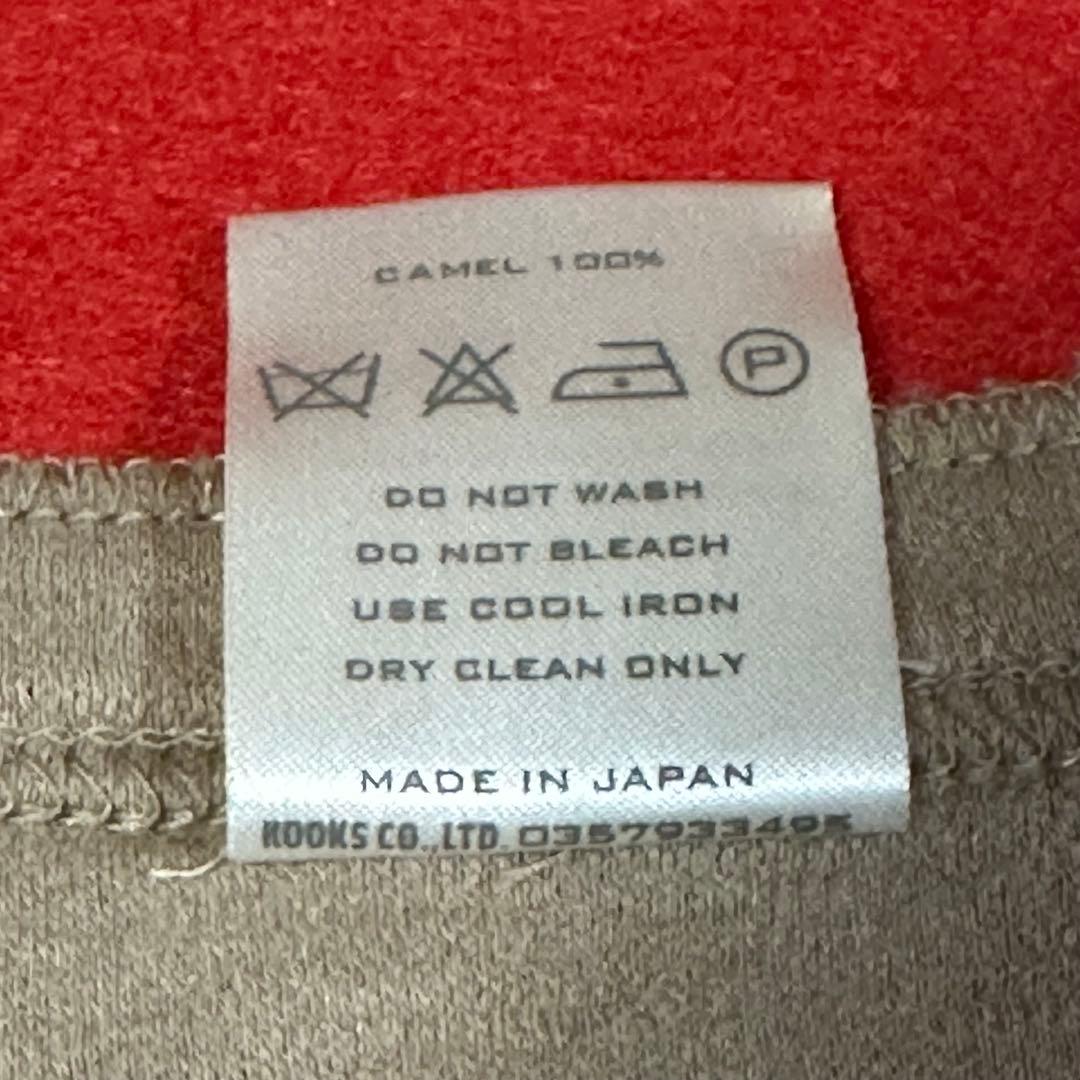 CAMEL 100%
P
DO NOT WASH
DO NOT BLEACH
USE COOL IRON
DRY CLEAN ONLY
MADE IN JAPAN
KOOKS CO.,LTD. 0357933495